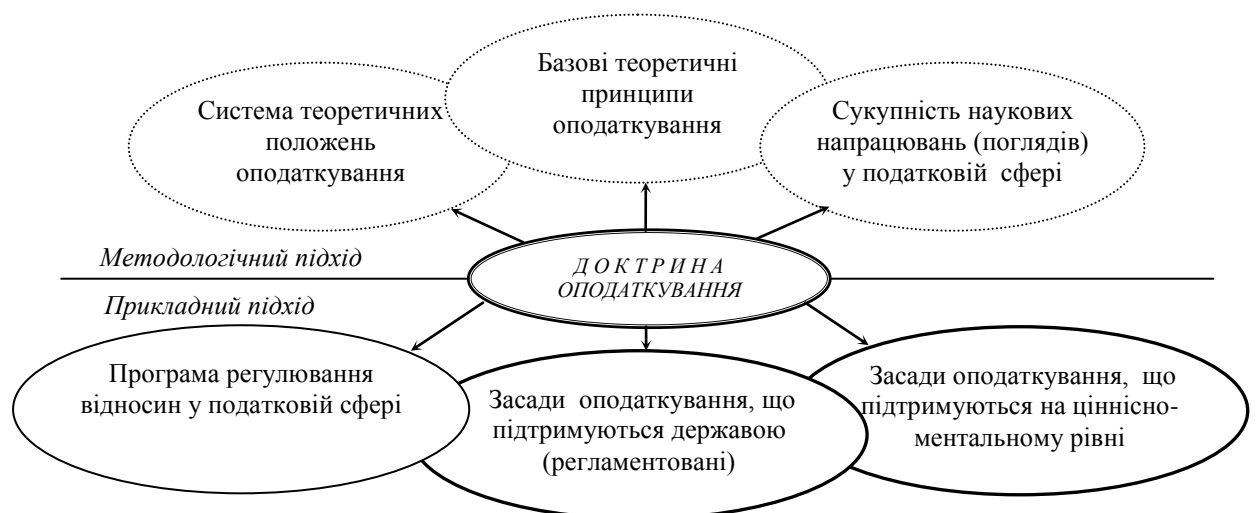 Система теоретичних
положень
оподаткування
Базові теоретичні
принципи
оподаткування
Сукупність наукових
напрацювань (поглядів)
у податковій сфері
Методологічний підхід
Д О К Т Р И Н А
ОПОДАТКУВАННЯ
Прикладний підхід
Програма регулювання
відносин у податковій сфері
Засади оподаткування, що
підтримуються державою
(регламентовані)
Засади оподаткування, що
підтримуються на ціннісно-
ментальному рівні